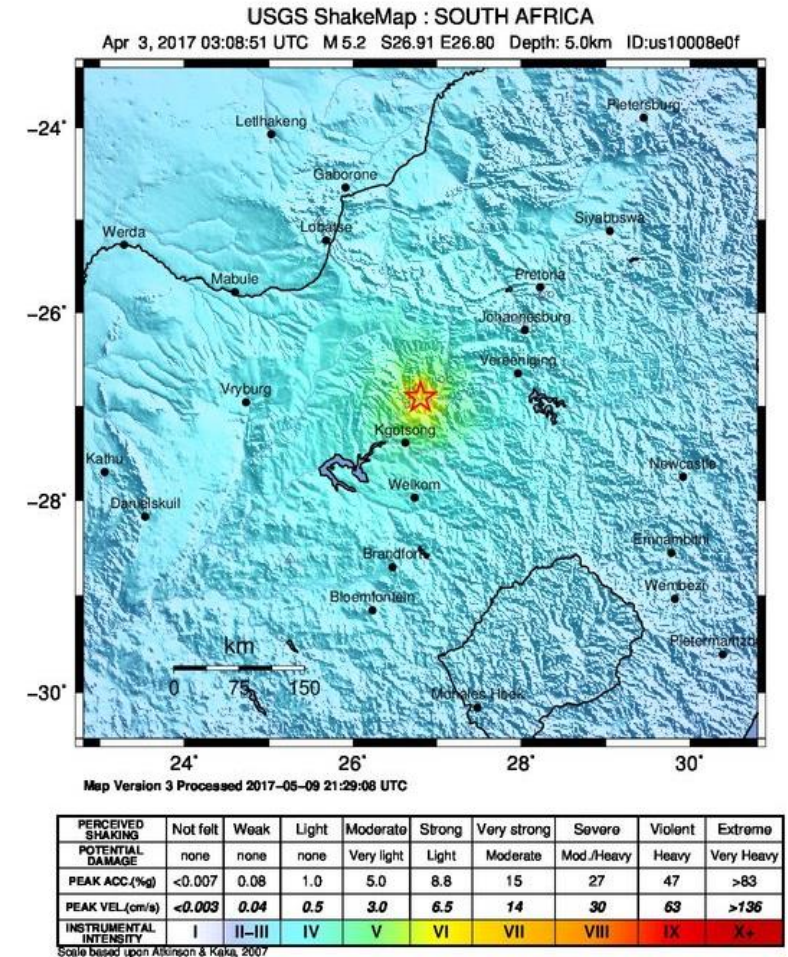 USGS ShakeMap : SOUTH AFRICA
Apr 3, 2017 03:08:51 UTC M 5.2 S26.91 E26.80 Depth: 5.0km ID:us10008e0f
-24°
-26°
-28°
-30°
Pietersburg
Letlhakeng
Gaborone
Siyabuswa
Lobatse
Werda
Mabule
Pretoria
Johannesburg
Vereeniging
Vryburg
Kgotsong
Kathu
Newcastle
Danielskuil
Welkom
Emnambithi
Brandfort
Wembezi
Bloemfontein
Pietermaritzb
km
0 75 150
Mohales Hoek
24° 26° 28° 30°
Map Version 3 Processed 2017-05-09 21:29:08 UTC
PERCEIVED SHAKING Not felt Weak Light Moderate Strong Very strong Severe Violent Extreme
POTENTIAL DAMAGE none none none Very light Light Moderate Mod./Heavy Heavy Very Heavy
PEAK ACC.(%g) <0.007 0.08 1.0 5.0 8.8 15 27 47 >83
PEAK VEL.(cm/s) <0.003 0.04 0.5 3.0 6.5 14 30 63 >136
INSTRUMENTAL INTENSITY I II-III IV V VI VII VIII IX X+
Scale based upon Atkinson & Kaka, 2007